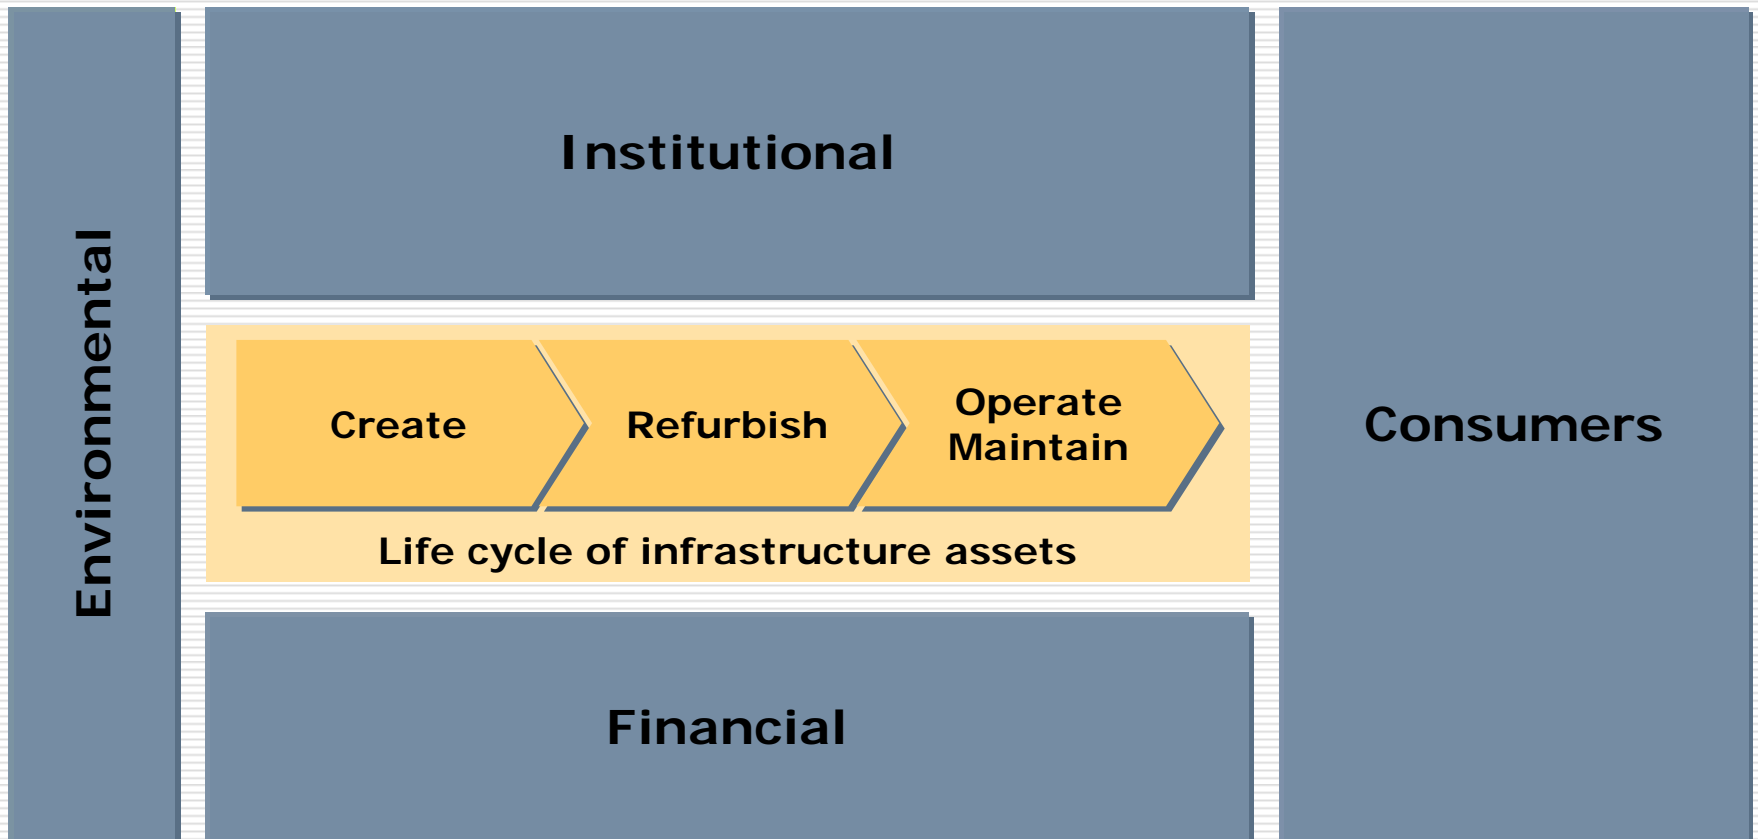 Environmental
Institutional
Create
Refurbish
Operate
Maintain
Life cycle of infrastructure assets
Financial
Consumers